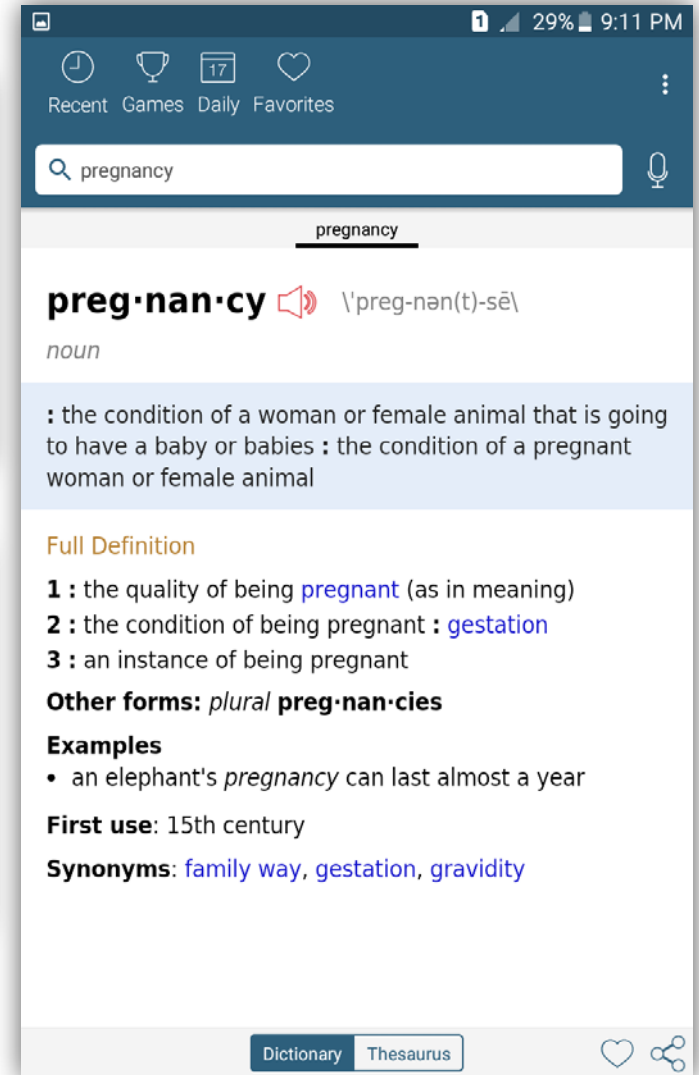 1 29% 9:11 PM
17
Recent Games Daily Favorites
pregnancy
pregnancy
preg·nan·cy \ˈpreg-nən(t)-sē\
noun
: the condition of a woman or female animal that is going
to have a baby or babies : the condition of a pregnant
woman or female animal
Full Definition
1 : the quality of being pregnant (as in meaning)
2 : the condition of being pregnant : gestation
3 : an instance of being pregnant
Other forms: plural preg·nan·cies
Examples
• an elephant's pregnancy can last almost a year
First use: 15th century
Synonyms: family way, gestation, gravidity
Dictionary Thesaurus